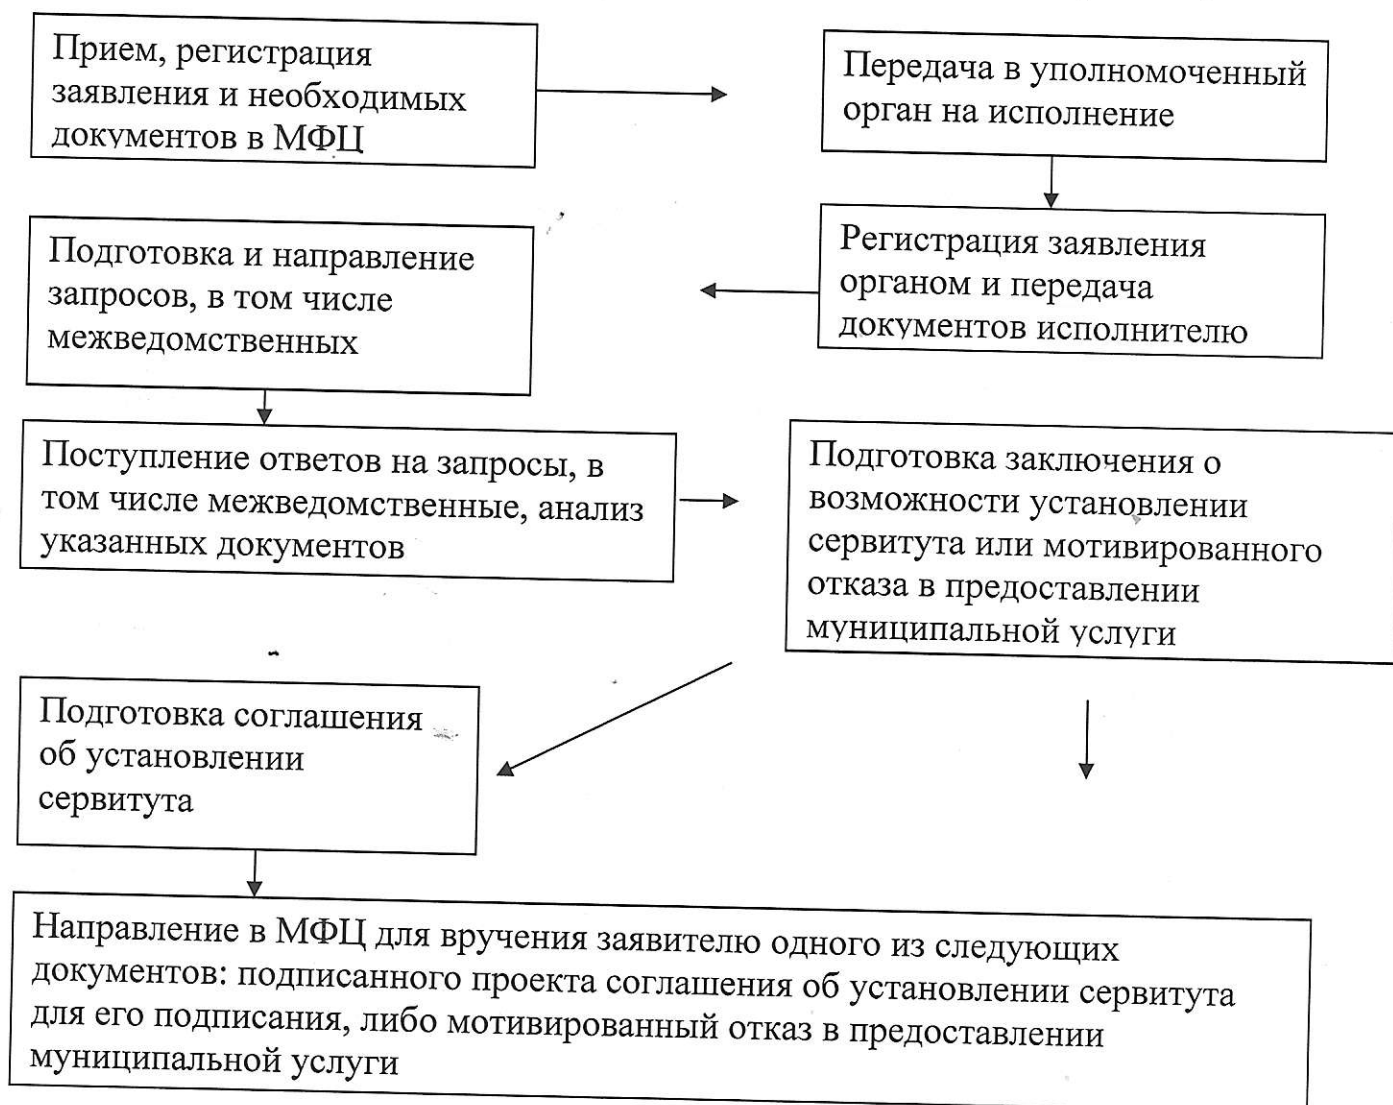 Прием, регистрация
заявления и необходимых
документов в МФЦ
Передача в уполномоченный
орган на исполнение
Регистрация заявления
органом и передача
документов исполнителю
Подготовка и направление
запросов, в том числе
межведомственных
Поступление ответов на запросы, в
том числе межведомственные, анализ
указанных документов
Подготовка заключения о
возможности установлении
сервитута или мотивированного
отказа в предоставлении
муниципальной услуги
Подготовка соглашения
об установлении
сервитута
Направление в МФЦ для вручения заявителю одного из следующих
документов: подписанного проекта соглашения об установлении сервитута
для его подписания, либо мотивированный отказ в предоставлении
муниципальной услуги